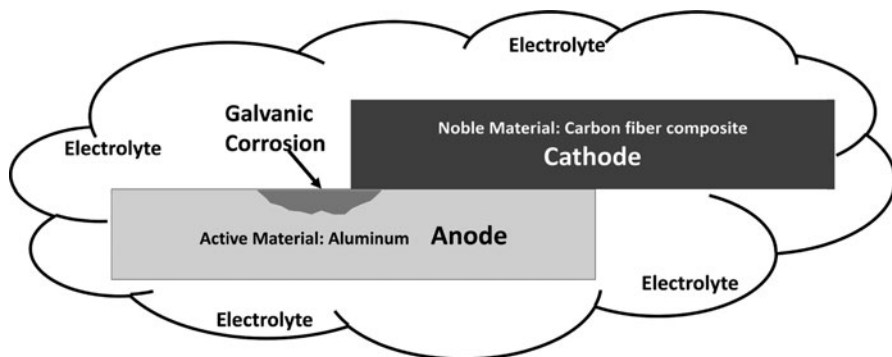 Electrolyte
Galvanic
Corrosion
Noble Material: Carbon fiber composite
Cathode
Electrolyte
Active Material: Aluminum Anode
Electrolyte
Electrolyte